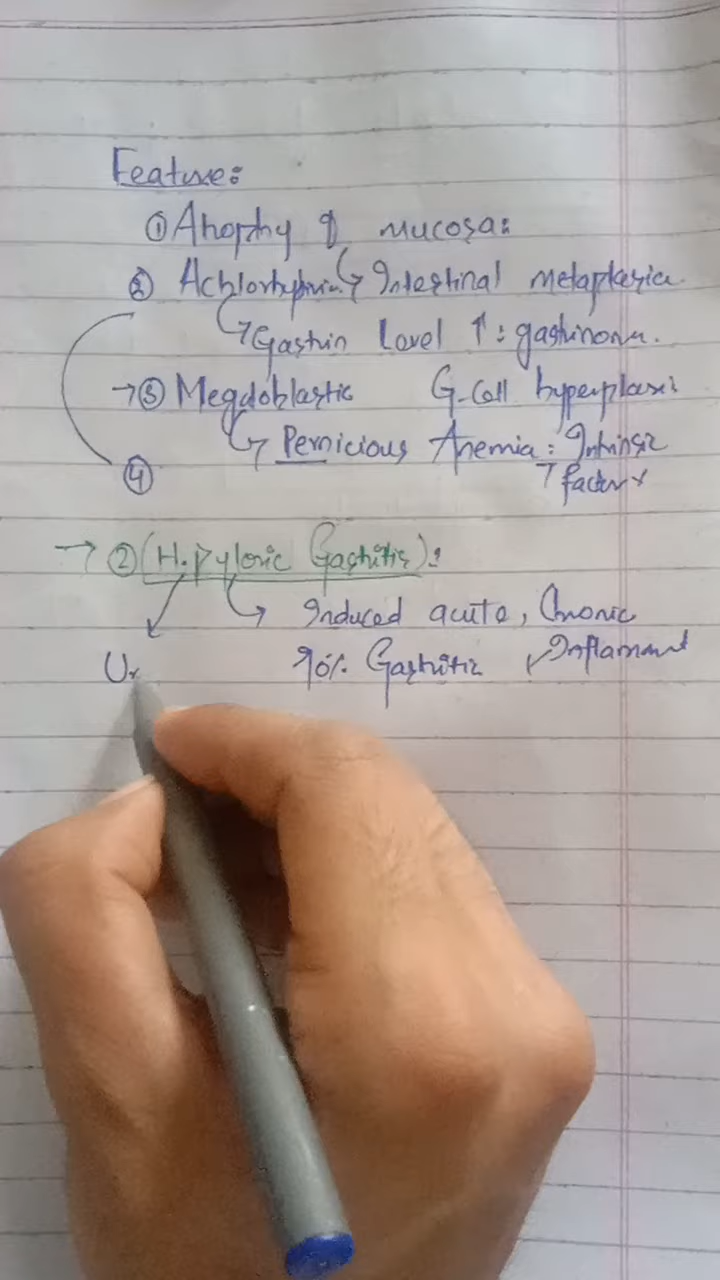 Feature:
① Atrophy of mucosa:
② Achlorhydria → Intestinal metaplasia
→ Gastrin Level ↑ : gastrinoma.
→ ③ Megaloblastic G-Cell hyperplasia
→ Pernicious Anemia : Intrinsic
factor x
④
→ ② (H. pyloric Gastritis) :
→ Induced acute, Chronic
Ur 90% Gastritis Inflammat